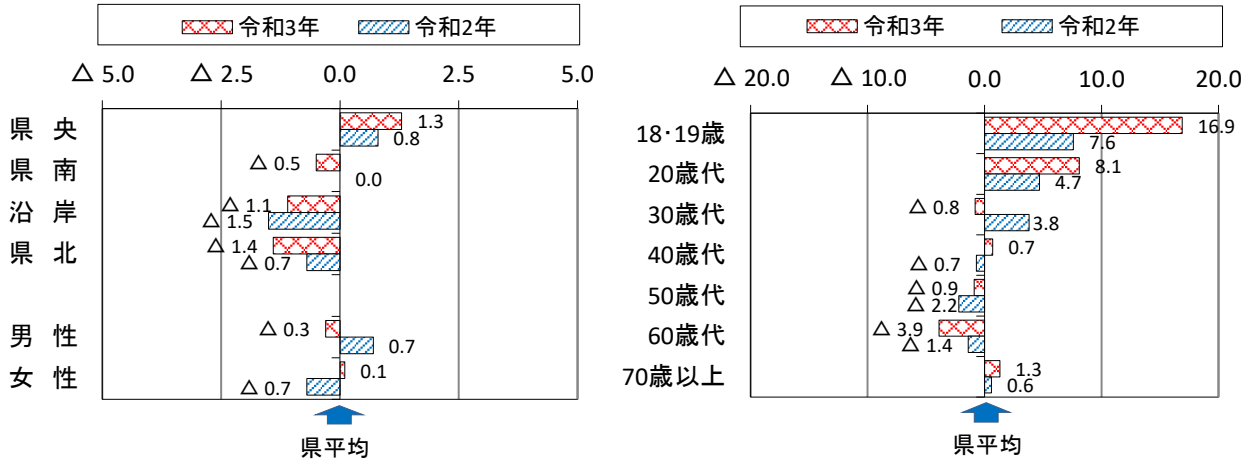 令和3年 令和2年
△ 5.0 △ 2.5 0.0 2.5 5.0
県 央 1.3
0.8
県 南 △ 0.5
0.0
沿 岸 △ 1.1
△ 1.5
県 北 △ 1.4
△ 0.7
男 性 △ 0.3
0.7
女 性 0.1
△ 0.7
県平均
令和3年 令和2年
△ 20.0 △ 10.0 0.0 10.0 20.0
18･19歳 16.9
7.6
20歳代 8.1
4.7
30歳代 △ 0.8
3.8
40歳代 0.7
△ 0.7
50歳代 △ 0.9
△ 2.2
60歳代 △ 3.9
△ 1.4
70歳以上 1.3
0.6
県平均